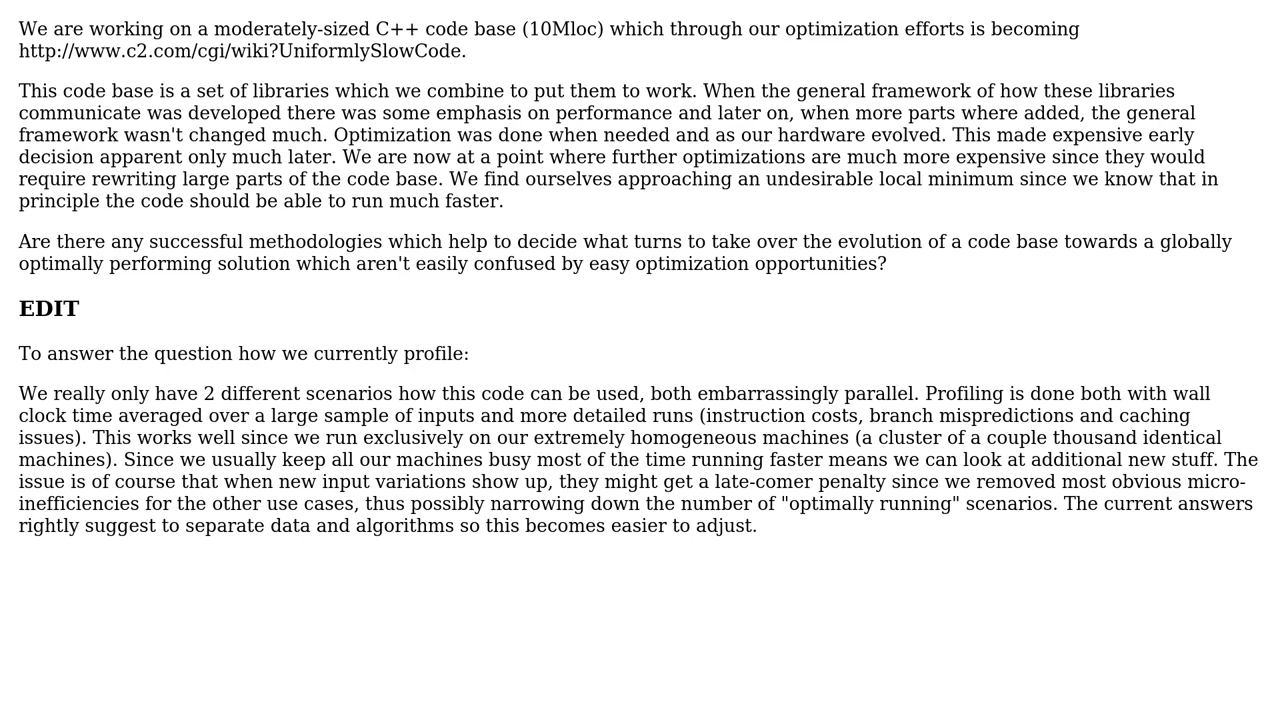 We are working on a moderately-sized C++ code base (10Mloc) which through our optimization efforts is becoming
http://www.c2.com/cgi/wiki?UniformlySlowCode.
This code base is a set of libraries which we combine to put them to work. When the general framework of how these libraries
communicate was developed there was some emphasis on performance and later on, when more parts where added, the general
framework wasn't changed much. Optimization was done when needed and as our hardware evolved. This made expensive early
decision apparent only much later. We are now at a point where further optimizations are much more expensive since they would
require rewriting large parts of the code base. We find ourselves approaching an undesirable local minimum since we know that in
principle the code should be able to run much faster.
Are there any successful methodologies which help to decide what turns to take over the evolution of a code base towards a globally
optimally performing solution which aren't easily confused by easy optimization opportunities?
EDIT
To answer the question how we currently profile:
We really only have 2 different scenarios how this code can be used, both embarrassingly parallel. Profiling is done both with wall
clock time averaged over a large sample of inputs and more detailed runs (instruction costs, branch mispredictions and caching
issues). This works well since we run exclusively on our extremely homogeneous machines (a cluster of a couple thousand identical
machines). Since we usually keep all our machines busy most of the time running faster means we can look at additional new stuff. The
issue is of course that when new input variations show up, they might get a late-comer penalty since we removed most obvious micro-
inefficiencies for the other use cases, thus possibly narrowing down the number of "optimally running" scenarios. The current answers
rightly suggest to separate data and algorithms so this becomes easier to adjust.